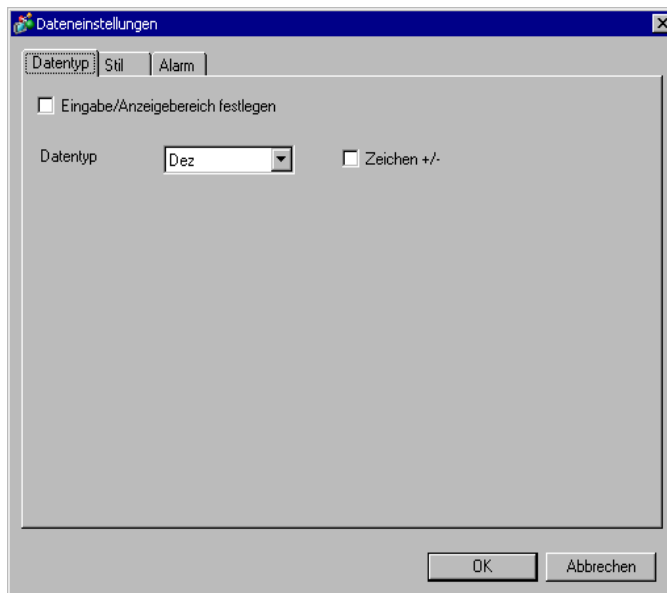 Dateneinstellungen
Datentyp Stil Alarm
Eingabe/Anzeigebereich festlegen
Datentyp Dez Zeichen +/-
OK Abbrechen